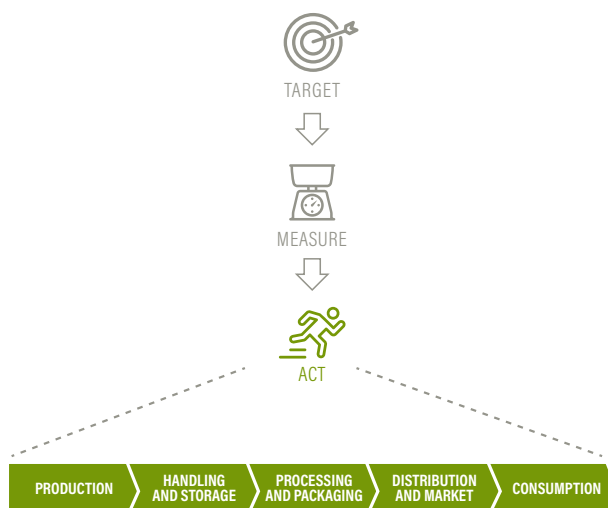 TARGET
MEASURE
ACT
PRODUCTION
HANDLING
AND STORAGE
PROCESSING
AND PACKAGING
DISTRIBUTION
AND MARKET
CONSUMPTION